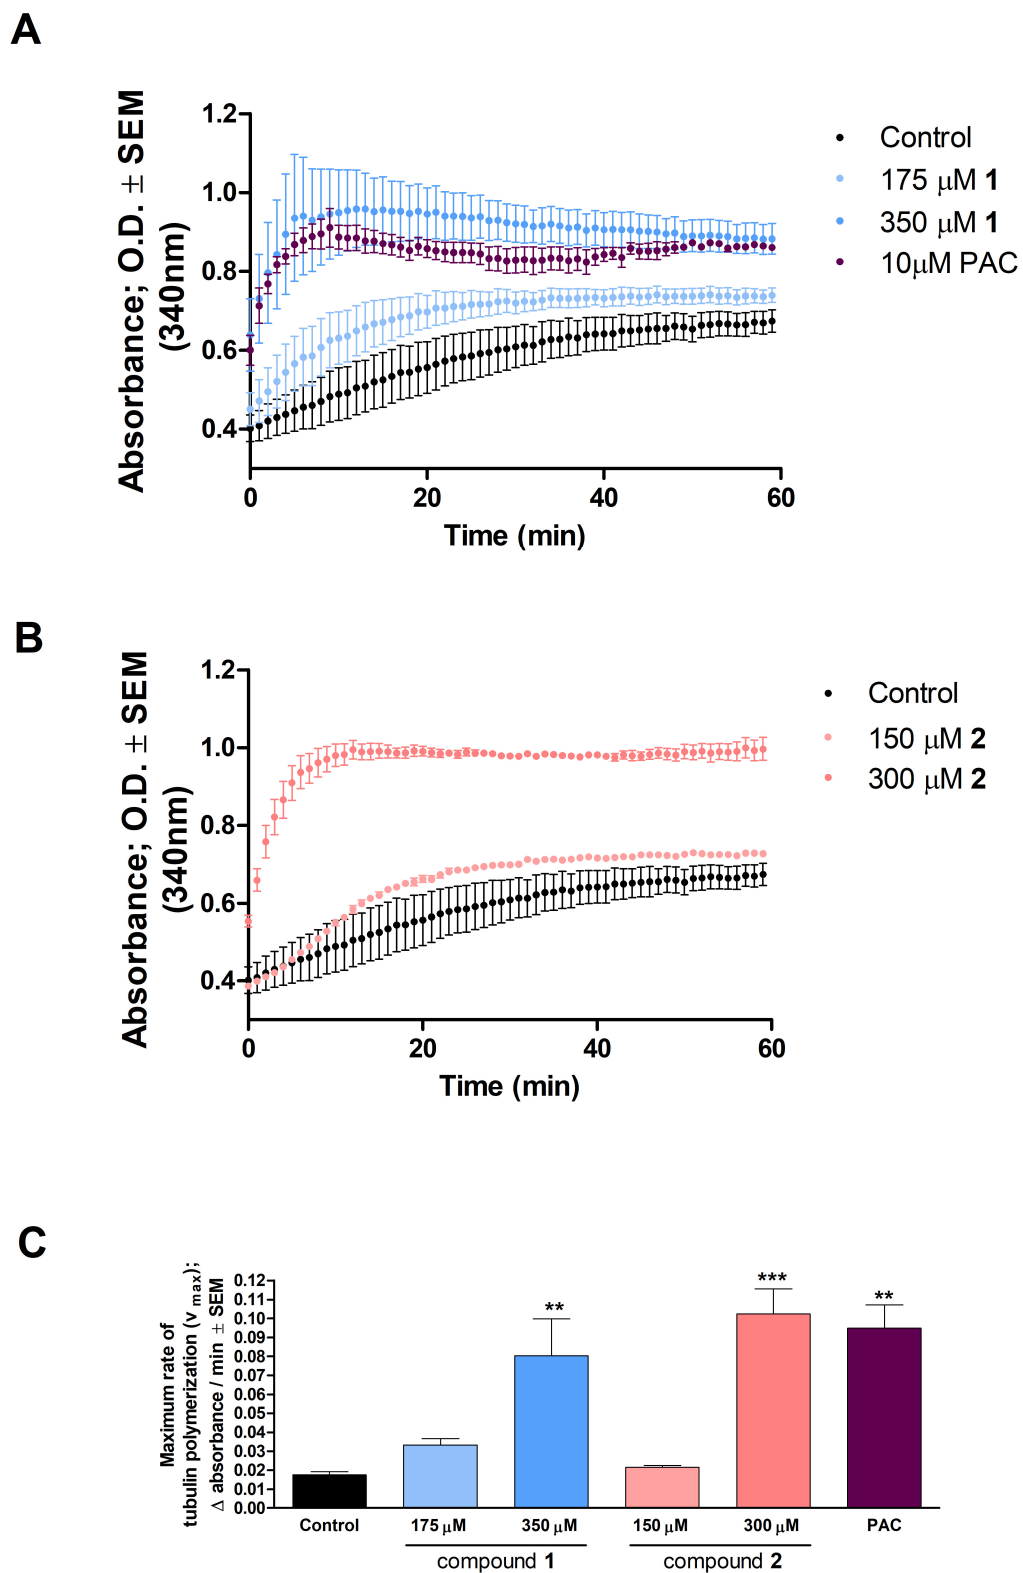 A
Absorbance; O.D. ± SEM
(340nm)
1.2
1.0
0.8
0.6
0.4
0
20
40
60
Time (min)
Control
175 µM 1
350 µM 1
10µM PAC
B
Absorbance; O.D. ± SEM
(340nm)
1.2
1.0
0.8
0.6
0.4
0
20
40
60
Time (min)
Control
150 µM 2
300 µM 2
C
Maximum rate of
tubulin polymerization (v max);
Δ absorbance / min ± SEM
0.12
0.11
0.10
0.09
0.08
0.07
0.06
0.05
0.04
0.03
0.02
0.01
0.00
**
***
**
Control
175 µM
350 µM
150 µM
300 µM
PAC
compound 1
compound 2